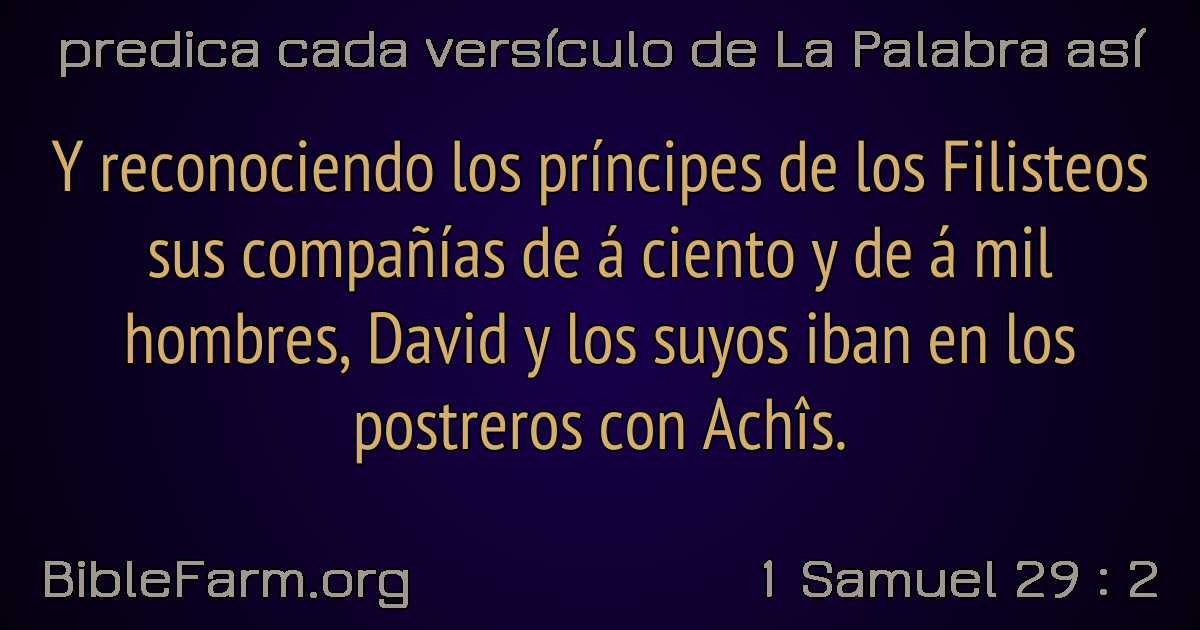 predica cada versículo de La Palabra así
Y reconociendo los príncipes de los Filisteos
sus compañías de á ciento y de á mil
hombres, David y los suyos iban en los
postreros con Achîs.
BibleFarm.org
1 Samuel 29 : 2